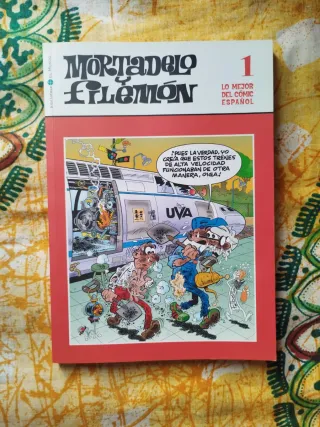 MORTADELO
Y
FILEMÓN
1
LO MEJOR
DEL CÓMIC
ESPAÑOL
¡PUES LA VERDAD, YO
CREÍA QUE ESTOS TRENES
DE ALTA VELOCIDAD
FUNCIONABAN DE OTRA
MANERA, OIGA!
UVA